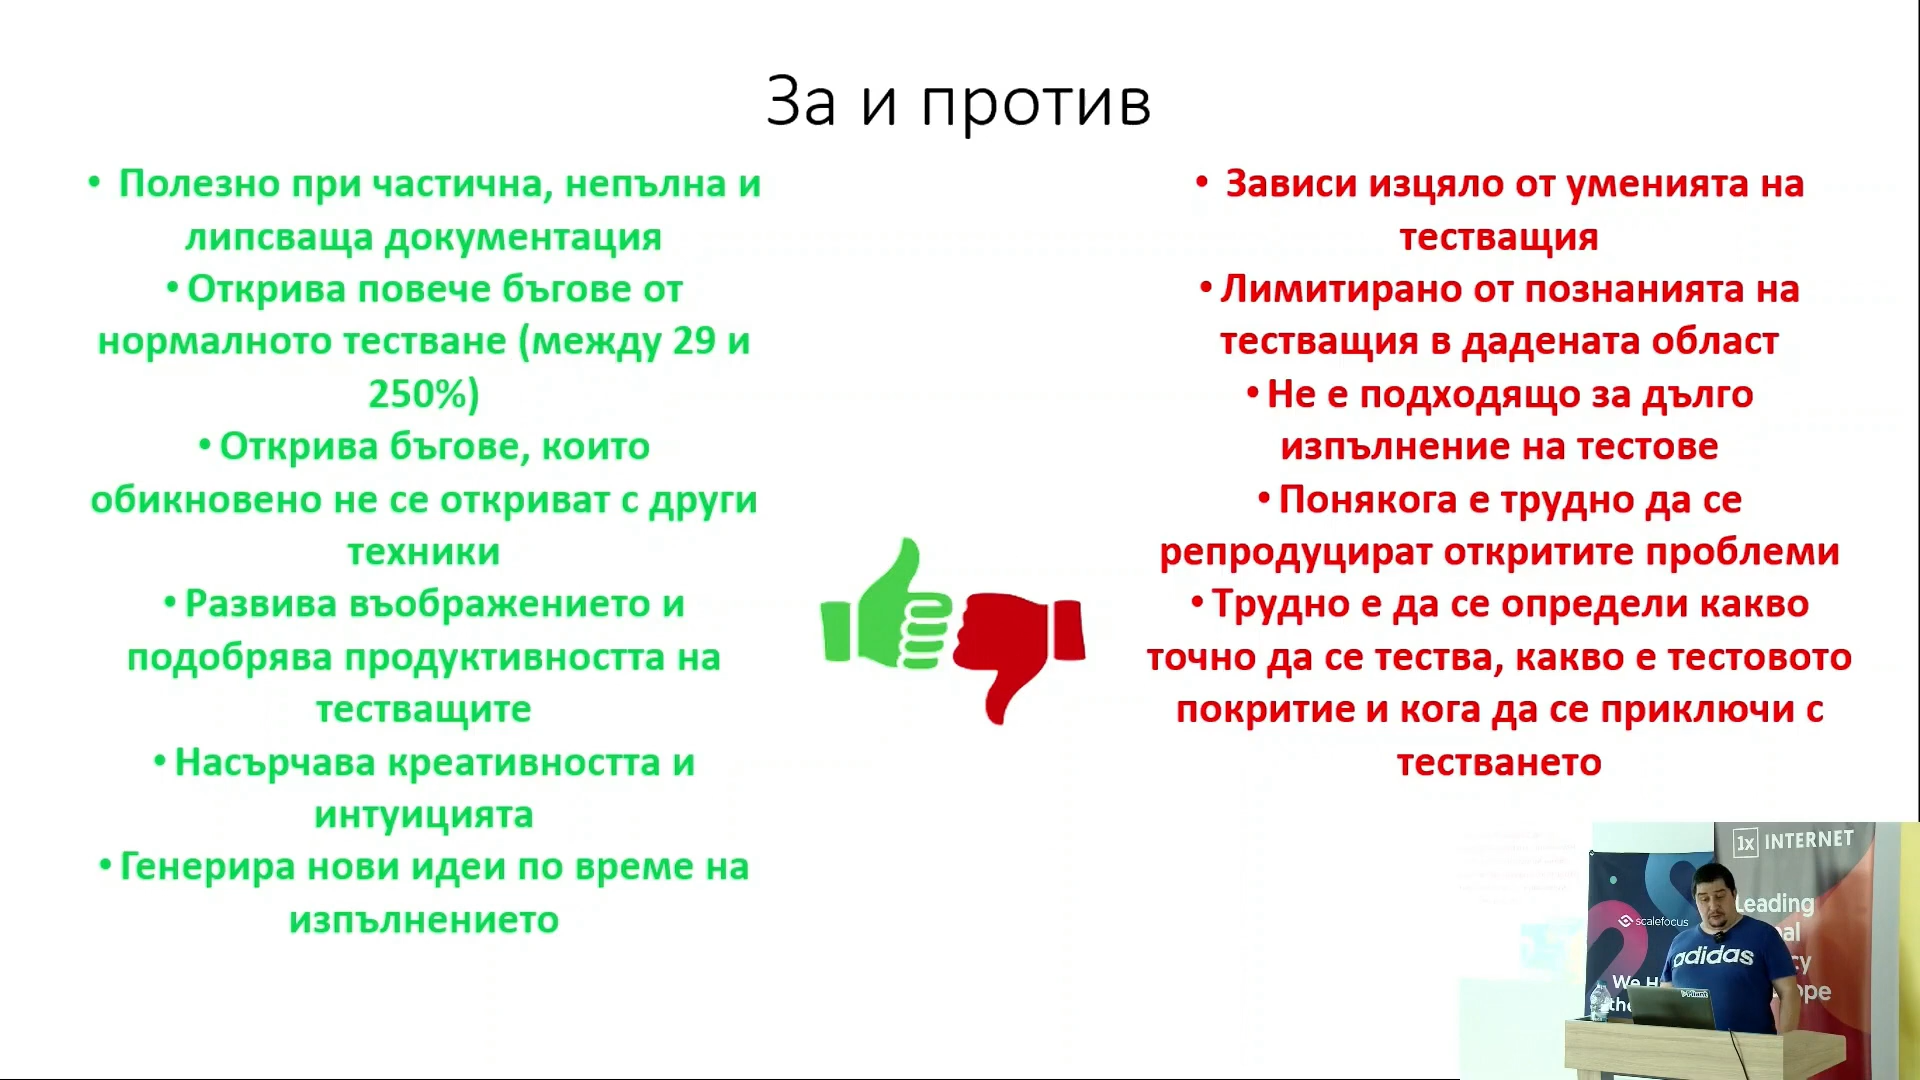 За и против
• Полезно при частична, непълна и
липсваща документация
• Открива повече бъгове от
нормалното тестване (между 29 и
250%)
• Открива бъгове, които
обикновено не се откриват с други
техники
• Развива въображението и
подобрява продуктивността на
тестващите
• Насърчава креативността и
интуицията
• Генерира нови идеи по време на
изпълнението
• Зависи изцяло от уменията на
тестващия
• Лимитирано от познанията на
тестващия в дадената област
• Не е подходящо за дълго
изпълнение на тестове
• Понякога е трудно да се
репродуцират откритите проблеми
• Трудно е да се определи какво
точно да се тества, какво е тестовото
покритие и кога да се приключи с
тестването
1x INTERNET
Leading
scalefocus
adidas
We H
the